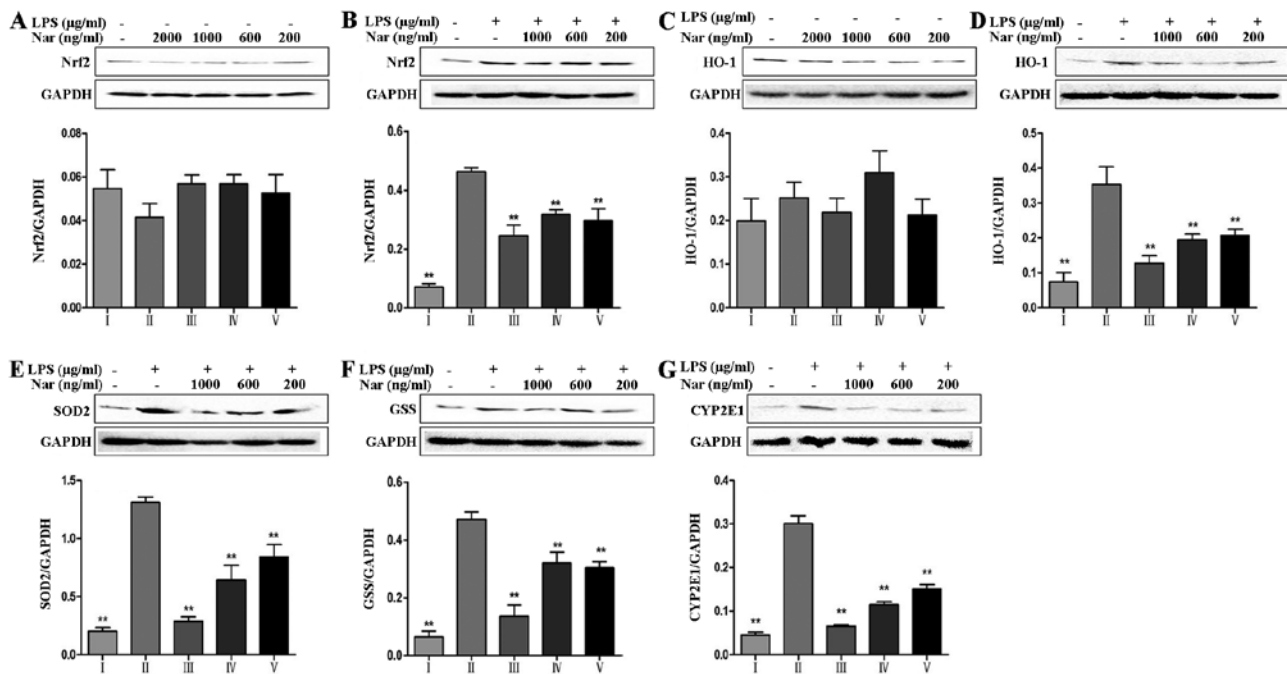 A
LPS (μg/ml) - - - - -
Nar (ng/ml) - 2000 1000 600 200
Nrf2
GAPDH
Nrf2/GAPDH
0.08
0.06
0.04
0.02
0.00
I II III IV V
B
LPS (μg/ml) - + + + +
Nar (ng/ml) - - 1000 600 200
Nrf2
GAPDH
Nrf2/GAPDH
0.6
0.4
0.2
0.0
** ** ** **
I II III IV V
C
LPS (μg/ml) - - - - -
Nar (ng/ml) - 2000 1000 600 200
HO-1
GAPDH
HO-1/GAPDH
0.4
0.3
0.2
0.1
0.0
I II III IV V
D
LPS (μg/ml) - + + + +
Nar (ng/ml) - - 1000 600 200
HO-1
GAPDH
HO-1/GAPDH
0.5
0.4
0.3
0.2
0.1
0.0
** ** ** **
I II III IV V
E
LPS (μg/ml) - + + + +
Nar (ng/ml) - - 1000 600 200
SOD2
GAPDH
SOD2/GAPDH
1.5
1.0
0.5
0.0
** ** ** **
I II III IV V
F
LPS (μg/ml) - + + + +
Nar (ng/ml) - - 1000 600 200
GSS
GAPDH
GSS/GAPDH
0.6
0.4
0.2
0.0
** ** ** **
I II III IV V
G
LPS (μg/ml) - + + + +
Nar (ng/ml) - - 1000 600 200
CYP2E1
GAPDH
CYP2E1/GAPDH
0.4
0.3
0.2
0.1
0.0
** ** ** **
I II III IV V